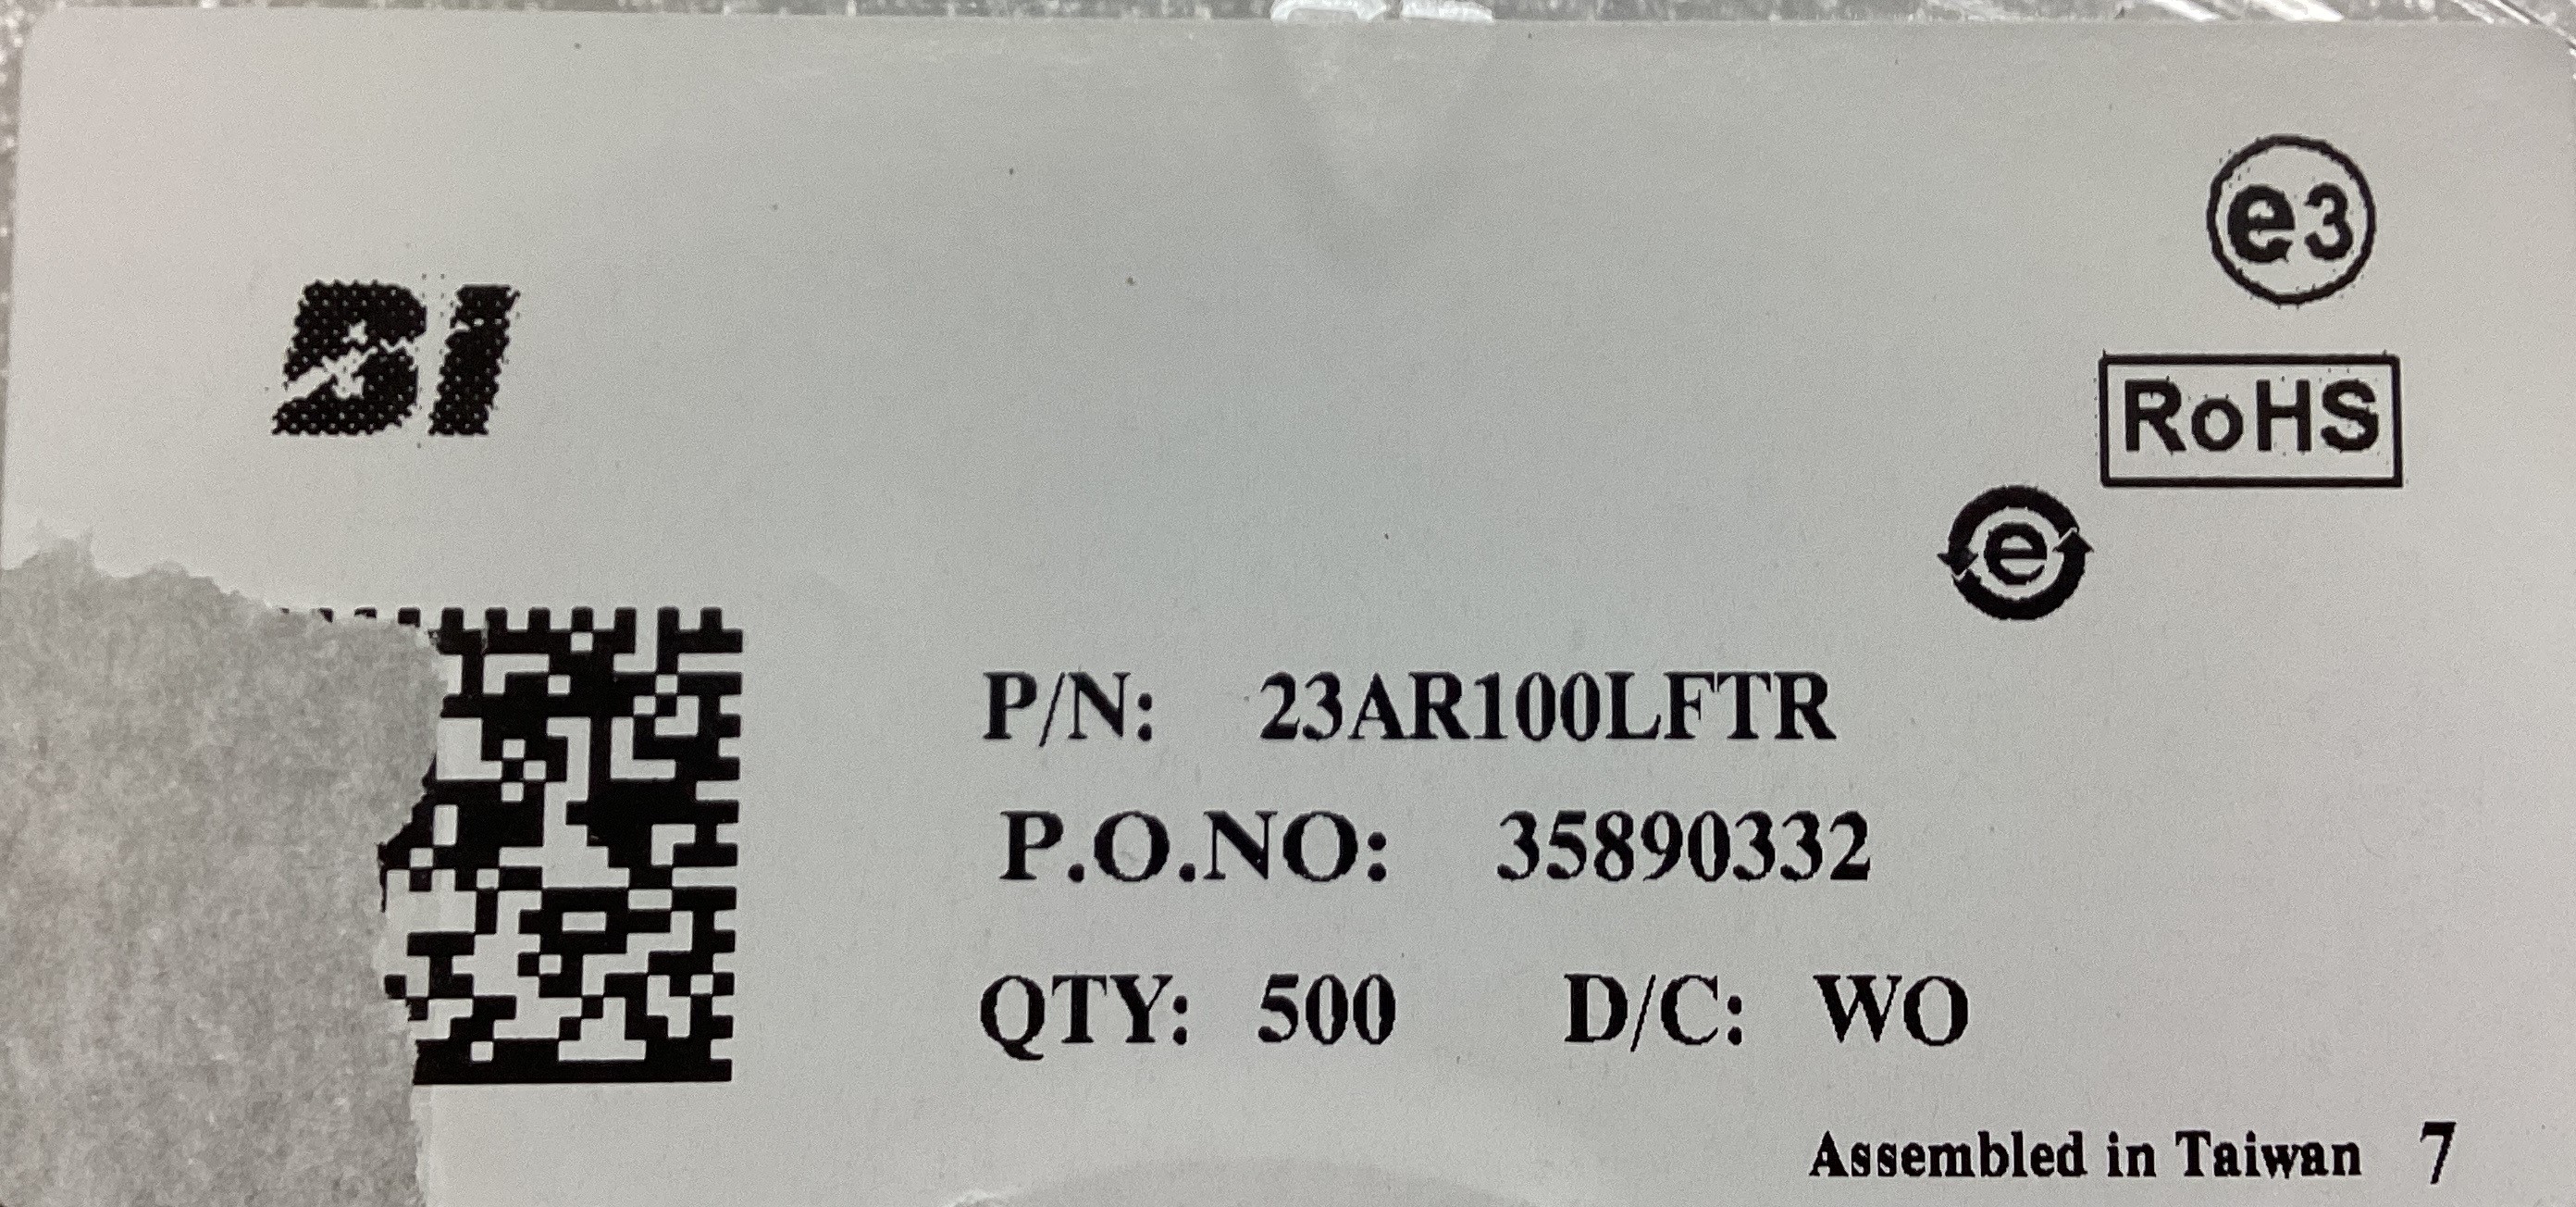 e3
BI
RoHS
e
P/N: 23AR100LFTR
P.O.NO: 35890332
QTY: 500 D/C: WO
Assembled in Taiwan 7